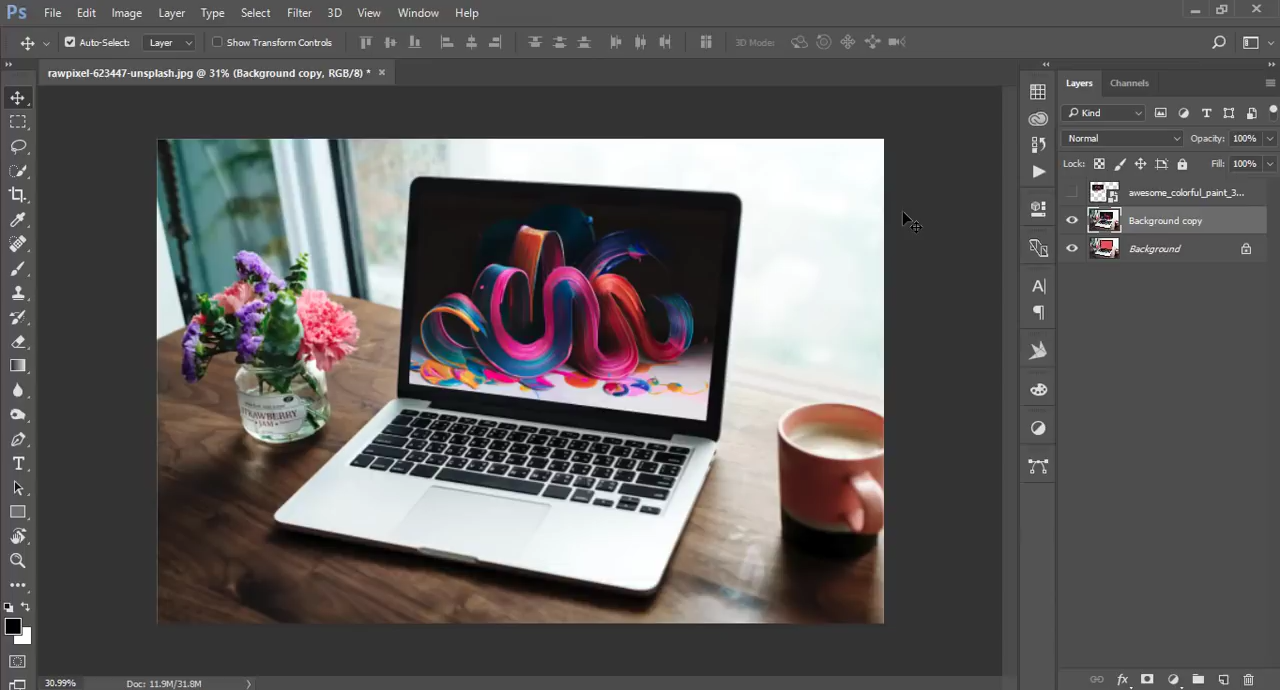 Ps File Edit Image Layer Type Select Filter 3D View Window Help
Auto-Select: Layer Show Transform Controls 3D Mode:
rawpixel-623447-unsplash.jpg @ 31% (Background copy, RGB/8) * ×
Layers Channels
Kind
Normal Opacity: 100%
Lock: Fill: 100%
awesome_colorful_paint_3...
Background copy
Background
STRAWBERRY
JAM
30.99% Doc: 11.9M/31.8M